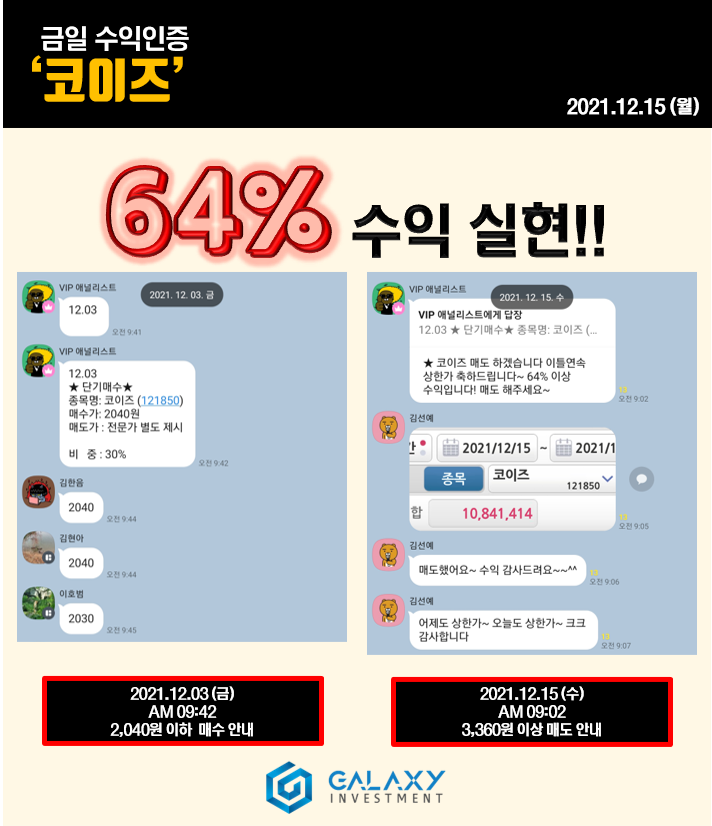 금일 수익인증
‘코이즈’
2021.12.15 (월)
64% 수익 실현!!
VIP 애널리스트
2021. 12. 03. 금
12.03
오전 9:41
VIP 애널리스트
12.03
★ 단기매수★
종목명: 코이즈 (121850)
매수가: 2040원
매도가 : 전문가 별도 제시
비 중 : 30%
오전 9:42
김한음
2040
오전 9:44
김현아
2040
오전 9:44
이호범
2030
오전 9:45
VIP 애널리스트
2021. 12. 15. 수
VIP 애널리스트에게 답장
12.03 ★ 단기매수★ 종목명: 코이즈 (...
★ 코이즈 매도 하겠습니다 이틀연속
상한가 축하드립니다~ 64% 이상
수익입니다! 매도 해주세요~
13
오전 9:02
김선예
2021/12/15 ~ 2021/1
종목 코이즈
121850
합 10,841,414
13
오전 9:05
김선예
매도했어요~ 수익 감사드려요~~^^
13
오전 9:06
김선예
어제도 상한가~ 오늘도 상한가~ 크크
감사합니다
13
오전 9:07
2021.12.03 (금)
AM 09:42
2,040원 이하 매수 안내
2021.12.15 (수)
AM 09:02
3,360원 이상 매도 안내
GALAXY
INVESTMENT